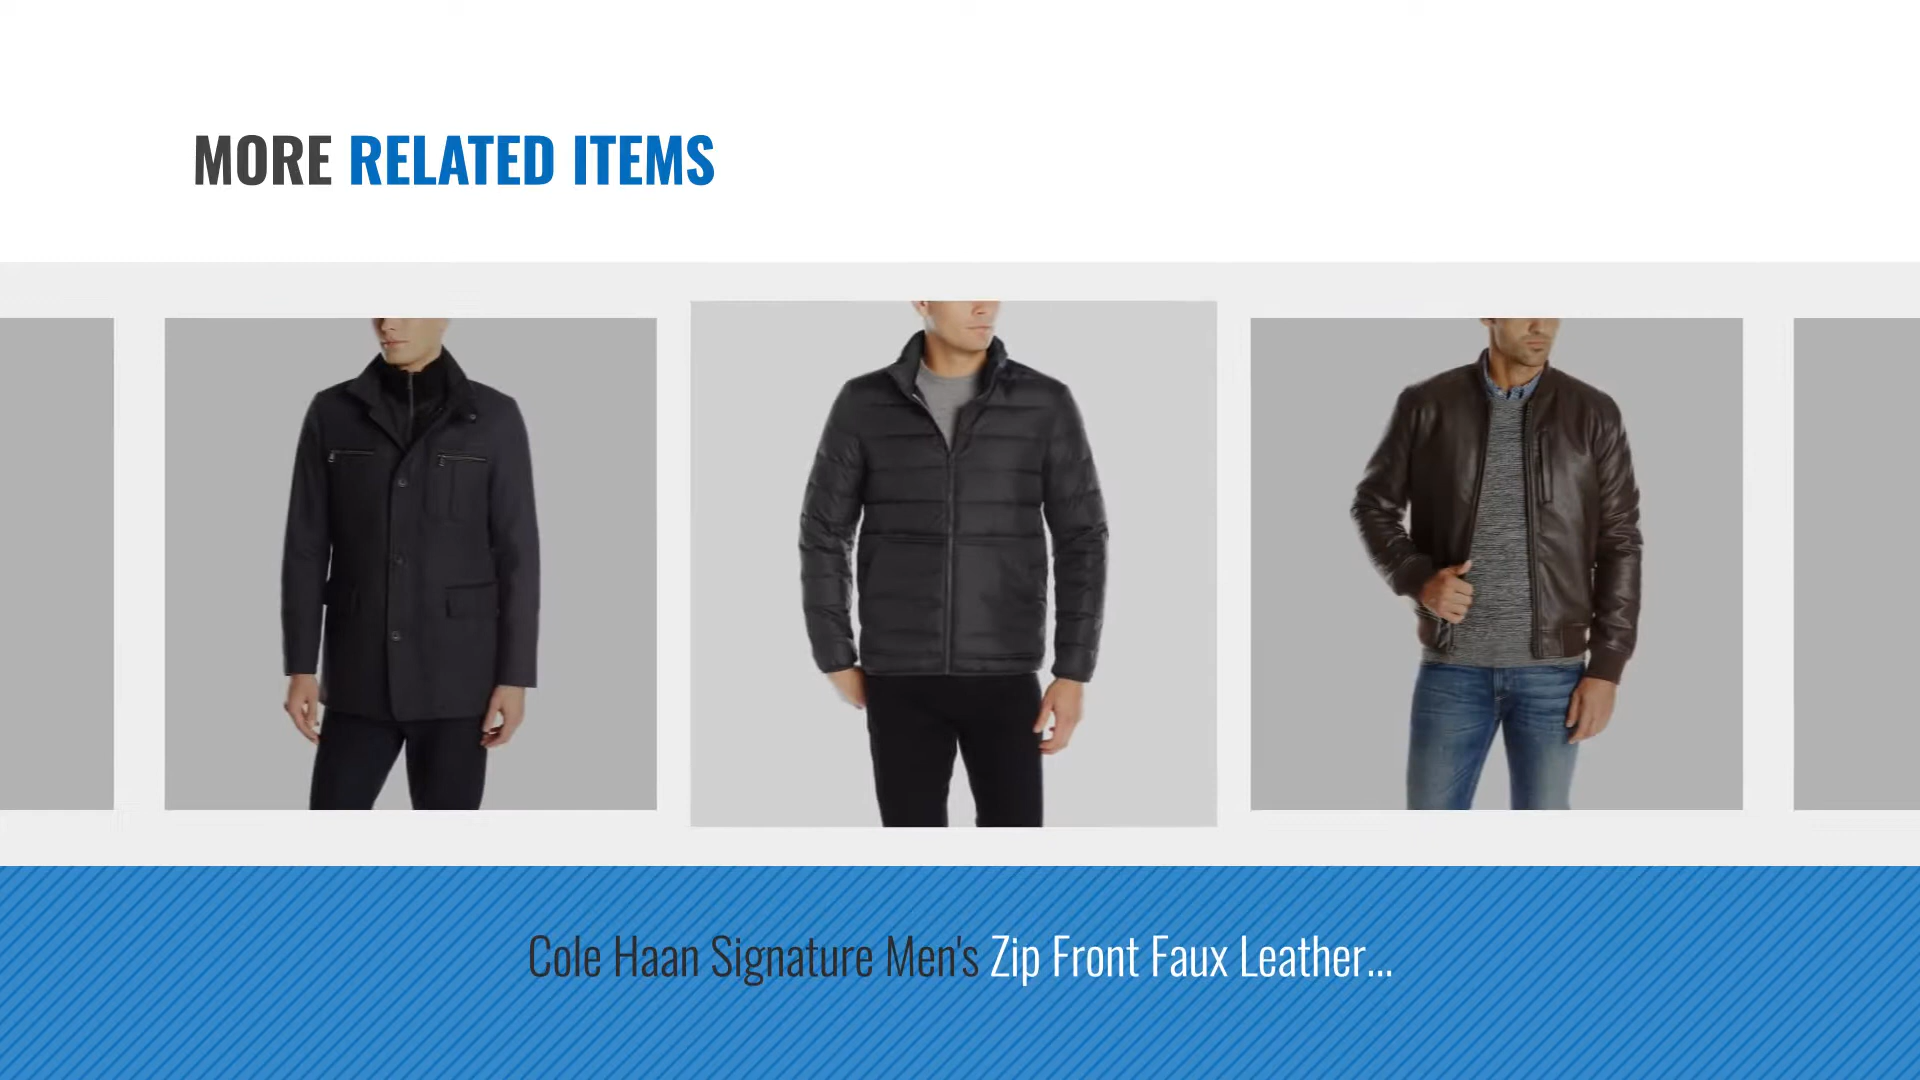 MORE RELATED ITEMS
Cole Haan Signature Men's Zip Front Faux Leather...